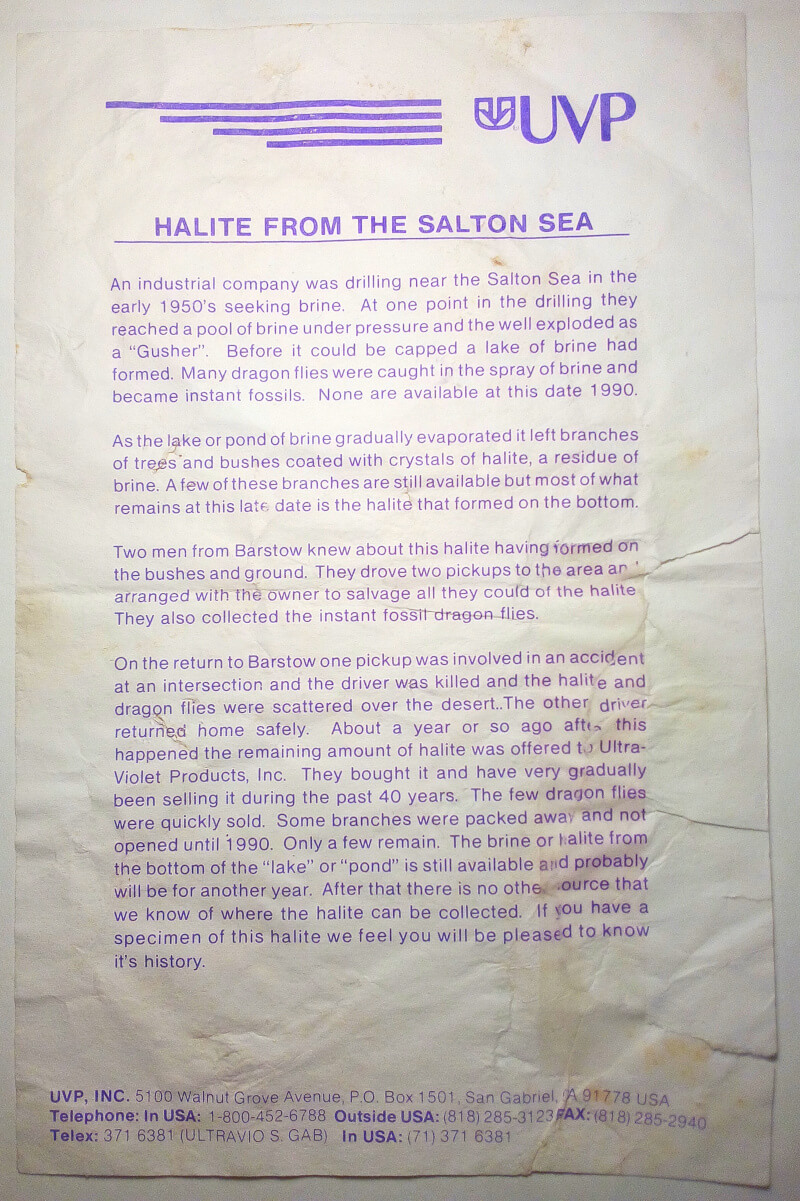 UVP
HALITE FROM THE SALTON SEA
An industrial company was drilling near the Salton Sea in the
early 1950's seeking brine. At one point in the drilling they
reached a pool of brine under pressure and the well exploded as
a “Gusher”. Before it could be capped a lake of brine had
formed. Many dragon flies were caught in the spray of brine and
became instant fossils. None are available at this date 1990.
As the lake or pond of brine gradually evaporated it left branches
of trees and bushes coated with crystals of halite, a residue of
brine. A few of these branches are still available but most of what
remains at this late date is the halite that formed on the bottom.
Two men from Barstow knew about this halite having formed on
the bushes and ground. They drove two pickups to the area
arranged with the owner to salvage all they could of the halite
They also collected the instant fossil dragon flies.
On the return to Barstow one pickup was involved in an accident
at an intersection and the driver was killed and the halite and
dragon flies were scattered over the desert..The other driver
returned home safely. About a year or so ago after this
happened the remaining amount of halite was offered to Ultra-
Violet Products, Inc. They bought it and have very gradually
been selling it during the past 40 years. The few dragon flies
were quickly sold. Some branches were packed away and not
opened until 1990. Only a few remain. The brine or halite from
the bottom of the “lake” or “pond” is still available and probably
will be for another year. After that there is no that
we know of where the halite can be collected. If you have a
specimen of this halite we feel you will be pleased to know
it's history.
UVP, INC. 5100 Walnut Grove Avenue, P.O. Box 1501, San Gabriel, 91778 USA
Telephone: In USA: 1-800-452-6788 Outside USA: (818) 285-3123 FAX: (818) 285-2940
Telex: 371 6381 (ULTRAVIO S. GAB) In USA: (71) 371 6381